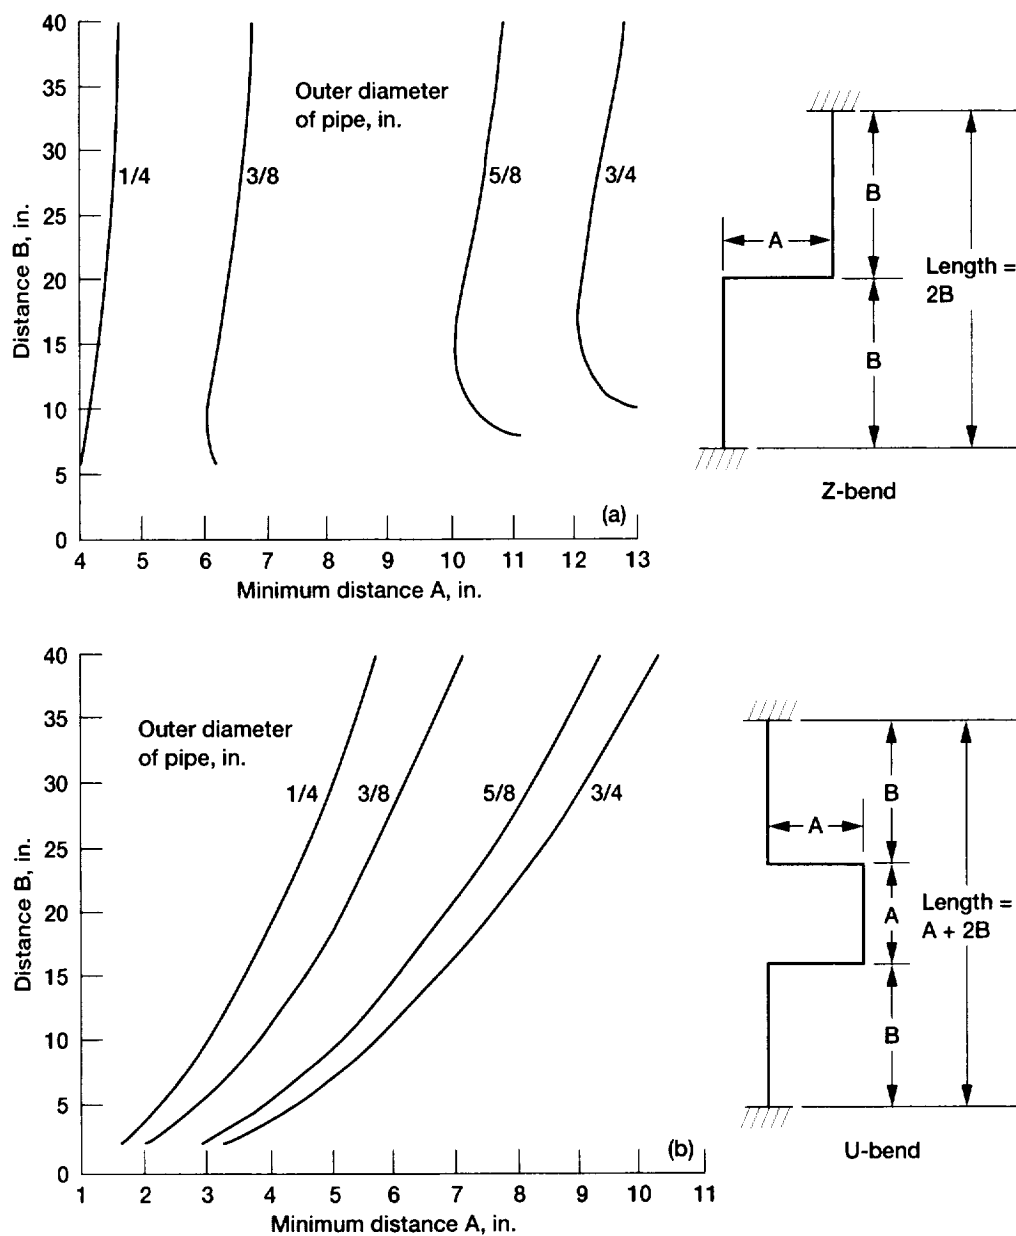 40
35
30
25
20
15
10
5
0
Distance B, in.
Outer diameter
of pipe, in.
1/4
3/8
5/8
3/4
(a)
4
5
6
7
8
9
10
11
12
13
Minimum distance A, in.
A
B
B
Length =
2B
Z-bend
40
35
30
25
20
15
10
5
0
Distance B, in.
Outer diameter
of pipe, in.
1/4
3/8
5/8
3/4
(b)
1
2
3
4
5
6
7
8
9
10
11
Minimum distance A, in.
A
B
A
B
Length =
A + 2B
U-bend